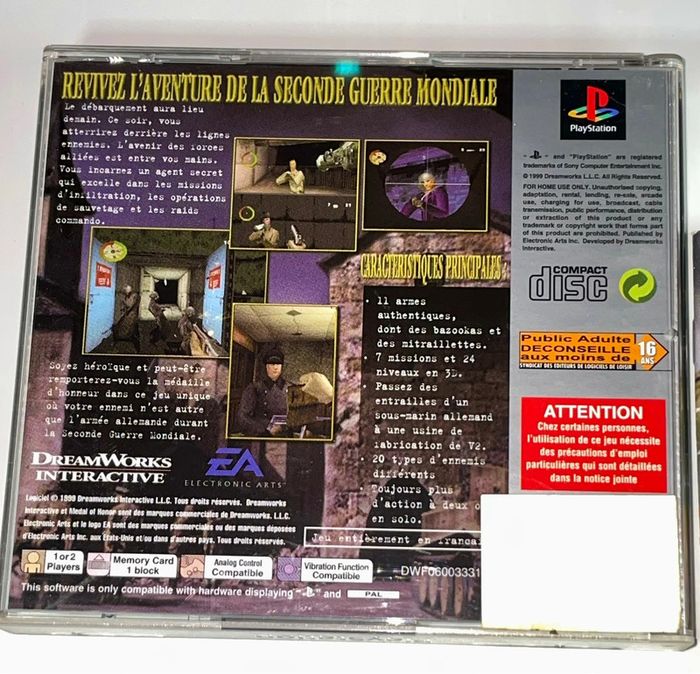 REVIVEZ L'AVENTURE DE LA SECONDE GUERRE MONDIALE
Le débarquement aura lieu
demain. Ce soir, vous
atterrirez derrière les lignes
ennemies. L'avenir des forces
alliées est entre vos mains.
Vous incarnez un agent secret
qui excelle dans les missions
d'infiltration, les opérations
de sauvetage et les raids
commando.
CARACTERISTIQUES PRINCIPALES :
• 11 armes
authentiques,
dont des bazookas et
des mitraillettes.
• 7 missions et 24
niveaux en 3D.
• Passez des
entrailles d'un
sous-marin allemand
à une usine de
fabrication de V2.
• 20 types d'ennemis
différents
• Toujours plus
d'action à deux o
en solo.
Soyez héroïque et peut-être
remporterez-vous la médaille
d'honneur dans ce jeu unique
où votre ennemi n'est autre
que l'armée allemande durant
la Seconde Guerre Mondiale.
DREAMWORKS
INTERACTIVE
EA
ELECTRONIC ARTS™
Logiciel © 1999 Dreamworks Interactive L.L.C. Tous droits réservés. Dreamworks
Interactive et Medal of Honor sont des marques commerciales de Dreamworks L.L.C.
Electronic Arts et le logo EA sont des marques commerciales ou des marques déposées
d'Electronic Arts Inc. aux Etats-Unis et/ou dans d'autres pays. Tous droits réservés.
Jeu entièrement en françai
1 or 2
Players
Memory Card
1 block
Analog Control
Compatible
Vibration Function
Compatible
DWF06003331
This software is only compatible with hardware displaying " " and PAL
PlayStation
" " and "PlayStation" are registered
trademarks of Sony Computer Entertainment Inc.
© 1999 Dreamworks L.L.C. All Rights Reserved.
FOR HOME USE ONLY. Unauthorised copying,
adaptation, rental, lending, re-sale, arcade
use, charging for use, broadcast, cable
transmission, public performance, distribution
or extraction of this product or any
trademark or copyright work that forms part
of this product are prohibited. Published by
Electronic Arts Inc. Developed by Dreamworks
Interactive.
COMPACT
disc
Public Adulte
DECONSEILLE
aux moins de
16
ANS
SYNDICAT DES EDITEURS DE LOGICIELS DE LOISIR
ATTENTION
Chez certaines personnes,
l'utilisation de ce jeu nécessite
des précautions d'emploi
particulières qui sont détaillées
dans la notice jointe